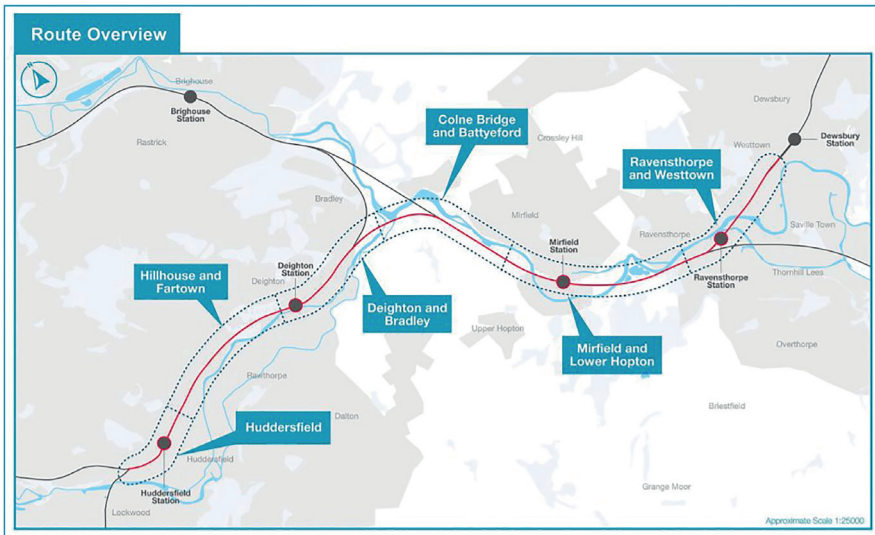 Route Overview
N
Brighouse
Brighouse
Station
Rastrick
Dewsbury
Dewsbury
Station
Colne Bridge
and Battyeford
Crossley Hill
Westtown
Ravensthorpe
and Westtown
Bradley
Mirfield
Mirfield
Station
Ravensthorpe
Saville Town
Ravensthorpe
Station
Thornhill Lees
Hillhouse and
Fartown
Deighton
Station
Deighton
Deighton and
Bradley
Upper Hopton
Mirfield and
Lower Hopton
Overthorpe
Rawthorpe
Dalton
Briestfield
Huddersfield
Huddersfield
Huddersfield
Station
Lockwood
Grange Moor
Approximate Scale 1:25000